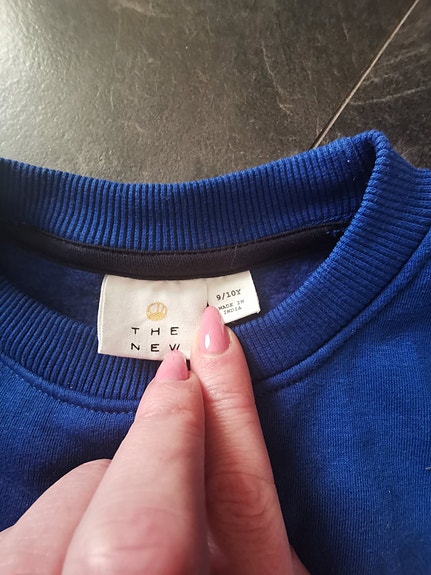 THE
NEW
9/10Y
MADE IN
INDIA